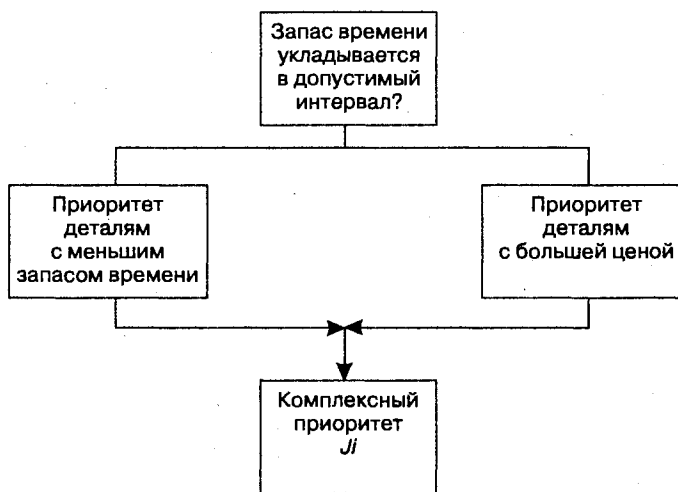 Запас времени
укладывается
в допустимый
интервал?
Приоритет
деталям
с меньшим
запасом времени
Приоритет
деталям
с большей ценой
Комплексный
приоритет
Ji